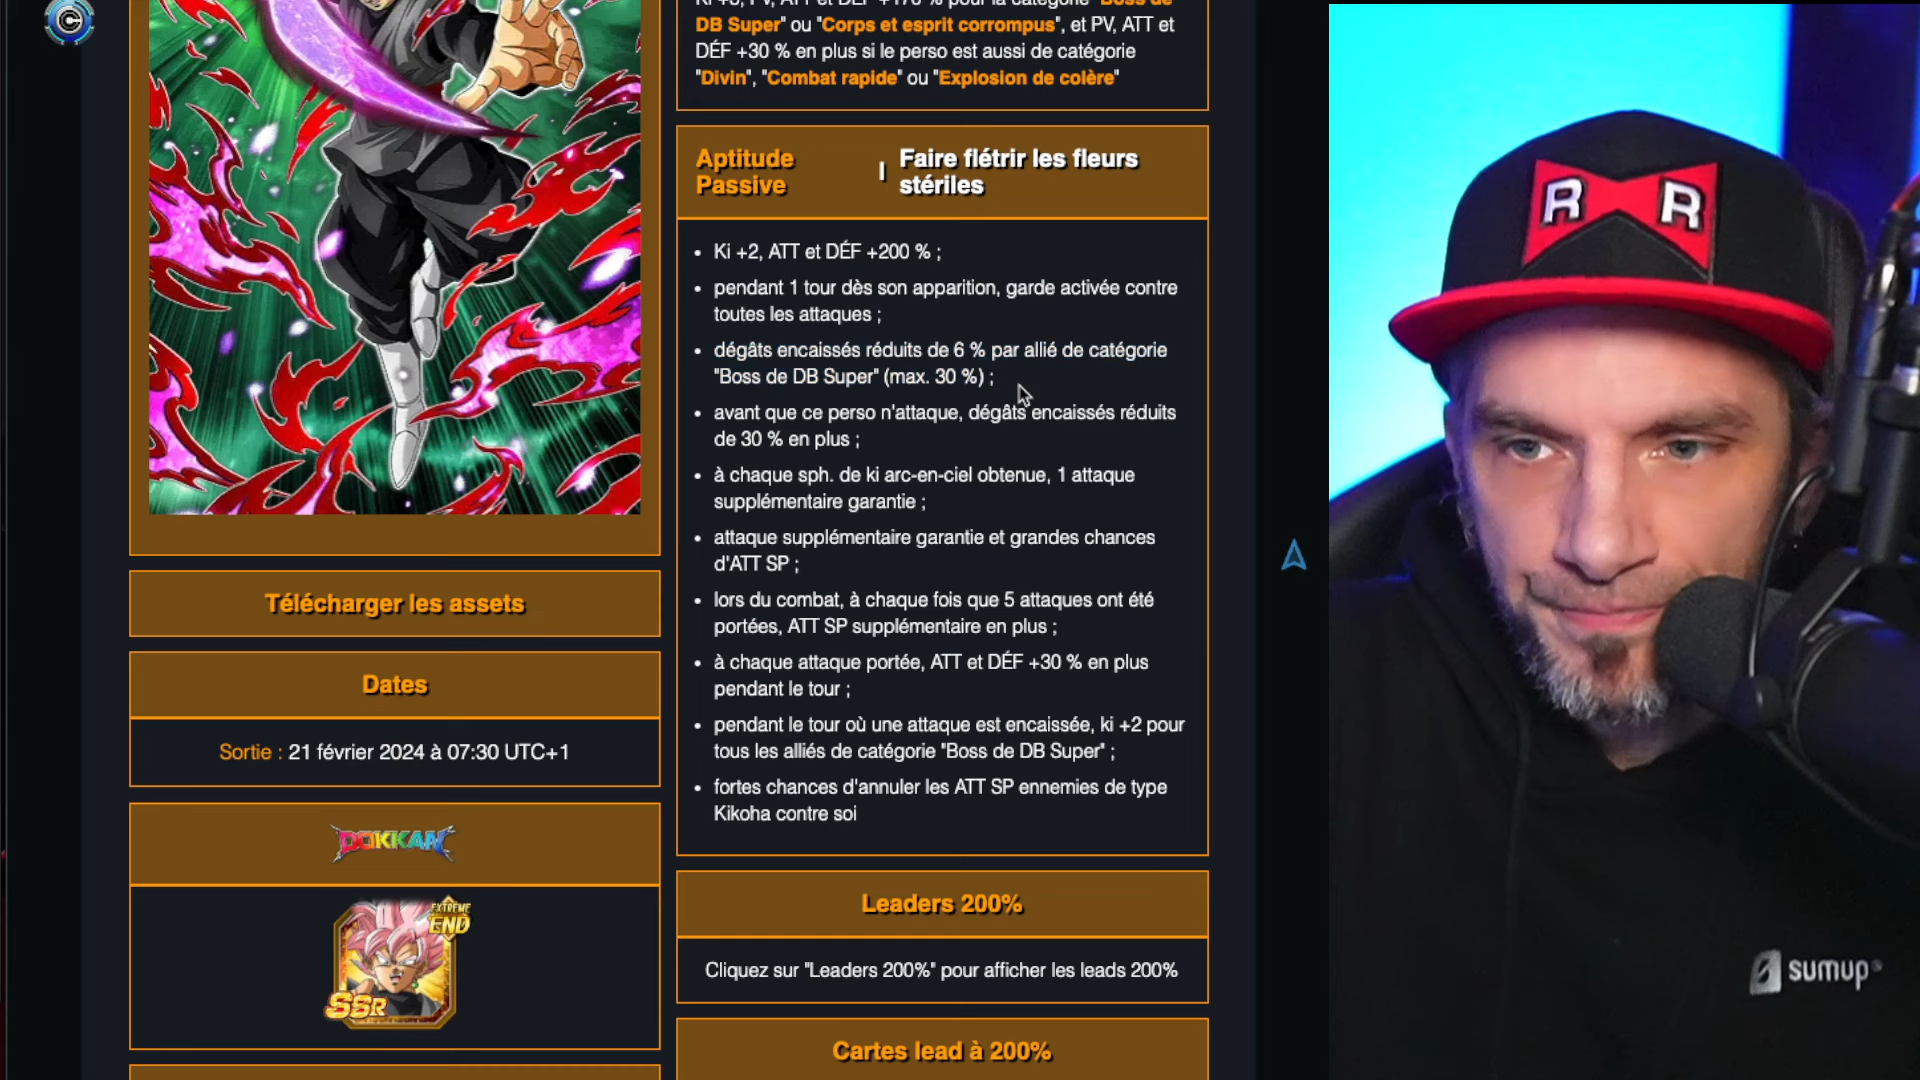 DB Super" ou "Corps et esprit corrompus", et PV, ATT et
DÉF +30 % en plus si le perso est aussi de catégorie
"Divin", "Combat rapide" ou "Explosion de colère"
Aptitude
Passive
Faire flétrir les fleurs
stériles
Ki +2, ATT et DÉF +200 % ;
pendant 1 tour dès son apparition, garde activée contre
toutes les attaques ;
dégâts encaissés réduits de 6 % par allié de catégorie
"Boss de DB Super" (max. 30 %) ;
avant que ce perso n'attaque, dégâts encaissés réduits
de 30 % en plus ;
à chaque sph. de ki arc-en-ciel obtenue, 1 attaque
supplémentaire garantie ;
attaque supplémentaire garantie et grandes chances
d'ATT SP ;
lors du combat, à chaque fois que 5 attaques ont été
portées, ATT SP supplémentaire en plus ;
à chaque attaque portée, ATT et DÉF +30 % en plus
pendant le tour ;
pendant le tour où une attaque est encaissée, ki +2 pour
tous les alliés de catégorie "Boss de DB Super" ;
fortes chances d'annuler les ATT SP ennemies de type
Kikoha contre soi
Télécharger les assets
Dates
Sortie : 21 février 2024 à 07:30 UTC+1
DOKKAN
EXTREME
END
SSR
Leaders 200%
Cliquez sur "Leaders 200%" pour afficher les leads 200%
Cartes lead à 200%
R R
sumup